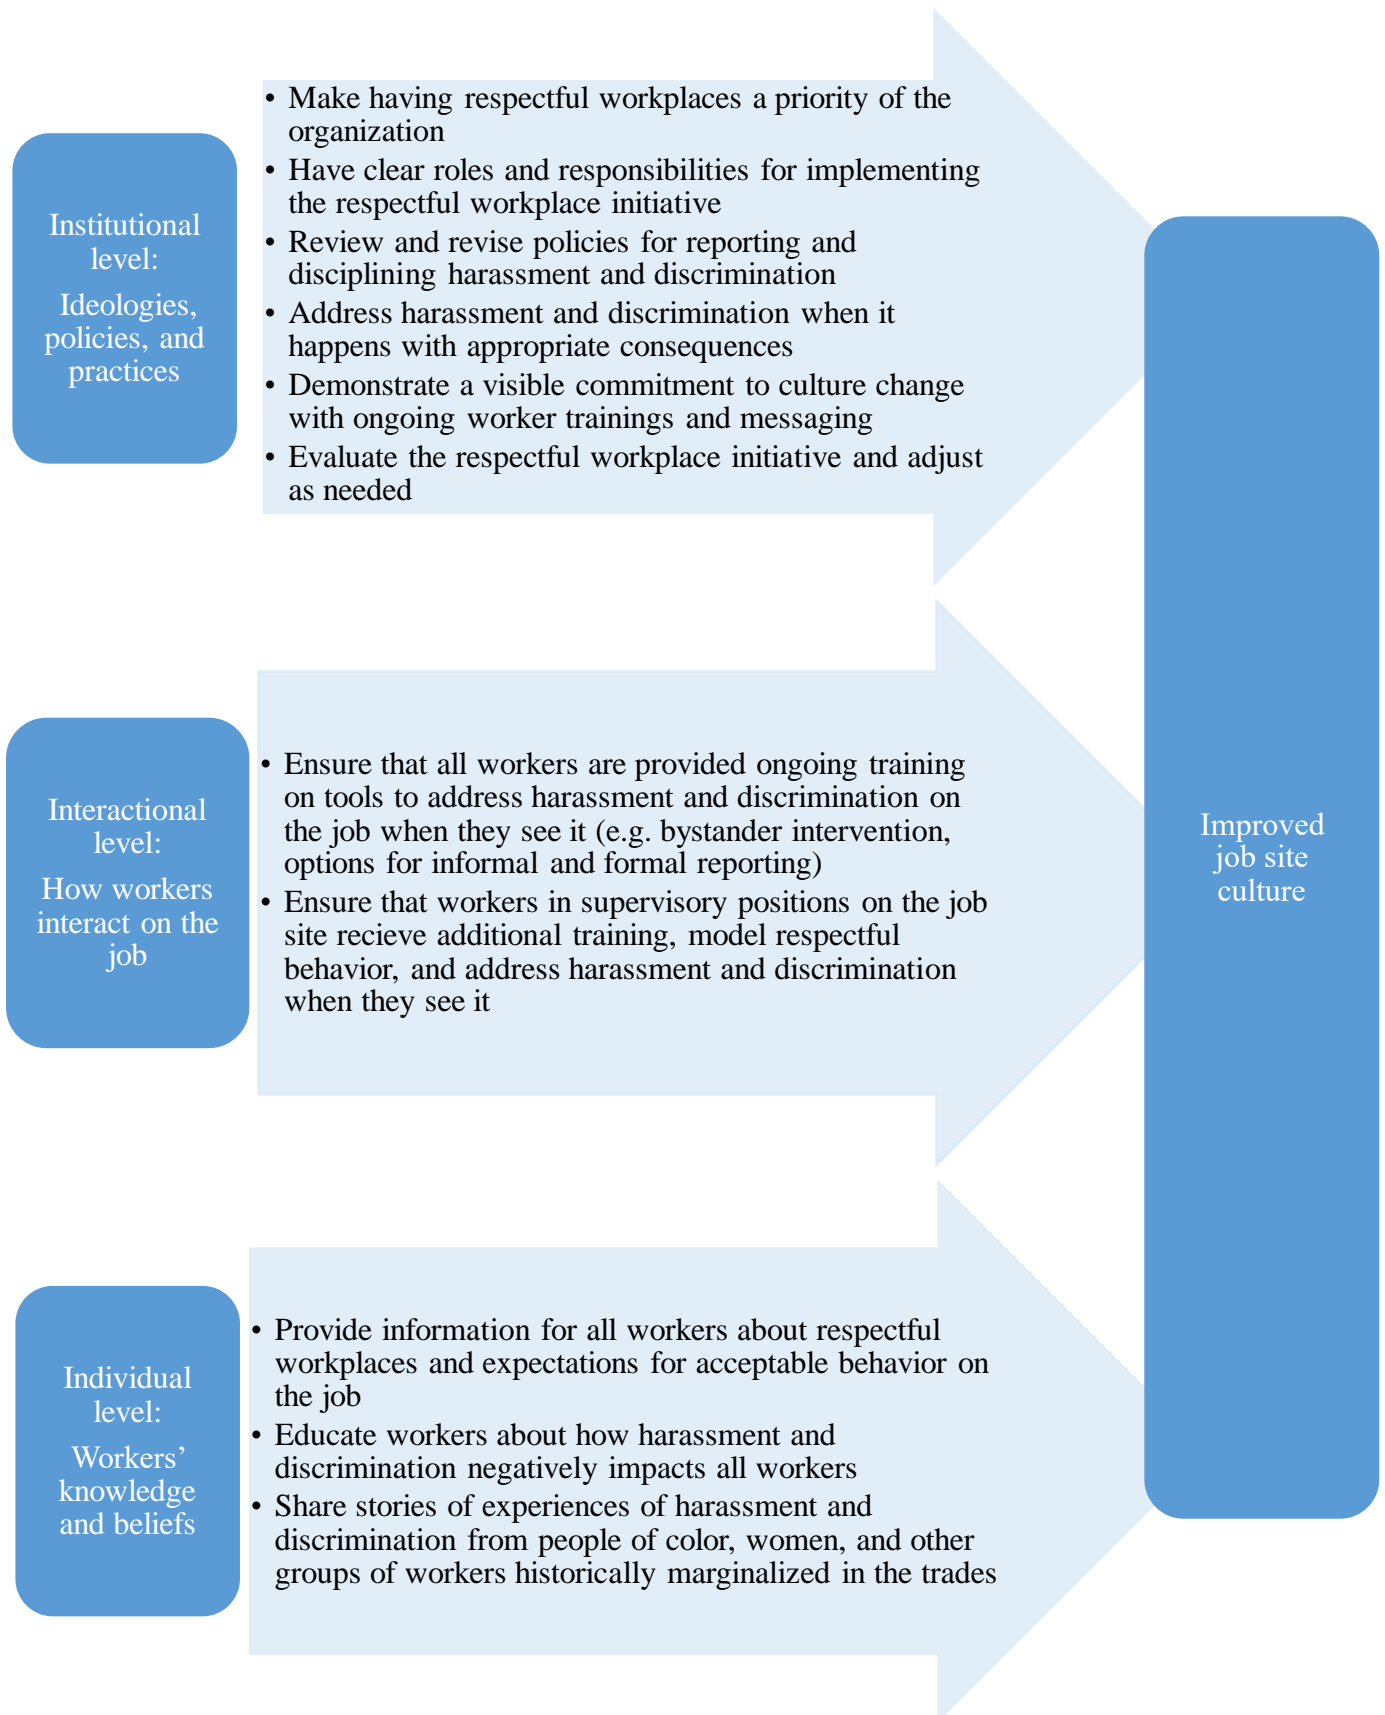 Institutional
level:
Ideologies,
policies, and
practices
• Make having respectful workplaces a priority of the
organization
• Have clear roles and responsibilities for implementing
the respectful workplace initiative
• Review and revise policies for reporting and
disciplining harassment and discrimination
• Address harassment and discrimination when it
happens with appropriate consequences
• Demonstrate a visible commitment to culture change
with ongoing worker trainings and messaging
• Evaluate the respectful workplace initiative and adjust
as needed
Interactional
level:
How workers
interact on the
job
• Ensure that all workers are provided ongoing training
on tools to address harassment and discrimination on
the job when they see it (e.g. bystander intervention,
options for informal and formal reporting)
• Ensure that workers in supervisory positions on the job
site recieve additional training, model respectful
behavior, and address harassment and discrimination
when they see it
Individual
level:
Workers’
knowledge
and beliefs
• Provide information for all workers about respectful
workplaces and expectations for acceptable behavior on
the job
• Educate workers about how harassment and
discrimination negatively impacts all workers
• Share stories of experiences of harassment and
discrimination from people of color, women, and other
groups of workers historically marginalized in the trades
Improved
job site
culture